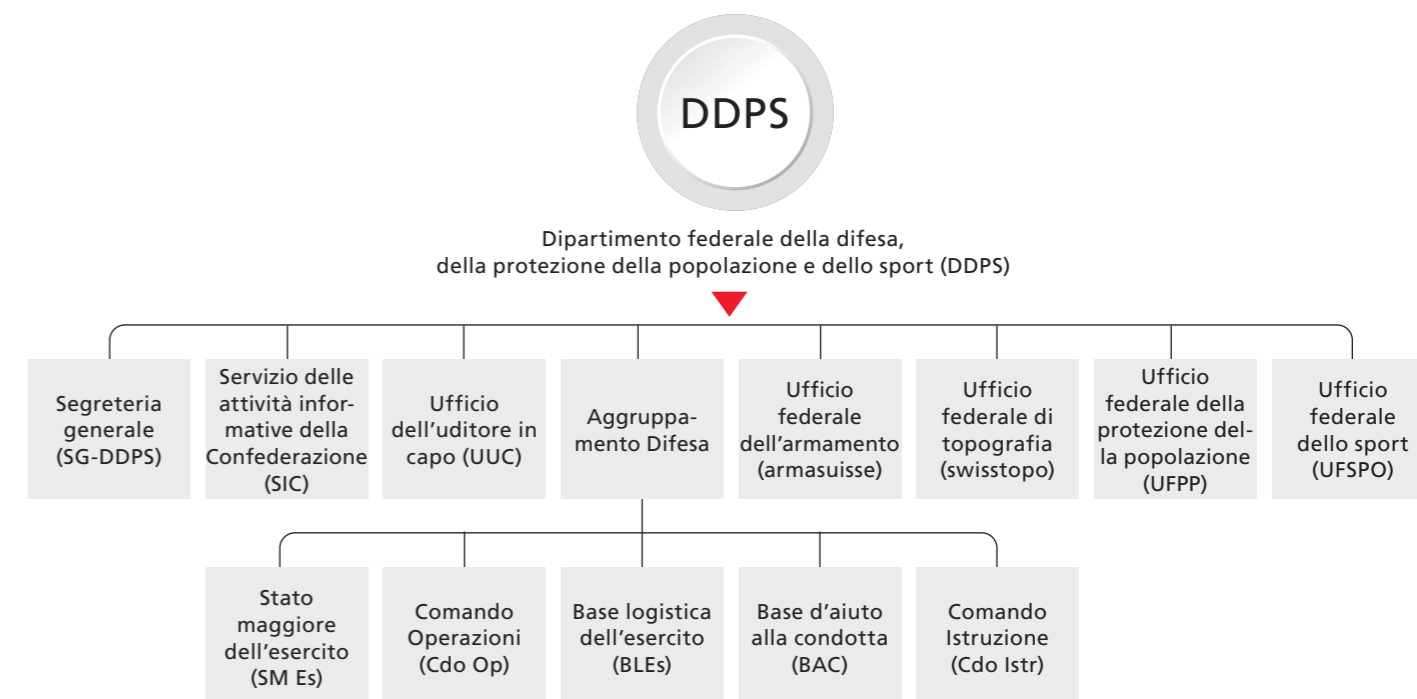 DDPS
Dipartimento federale della difesa,
della protezione della popolazione e dello sport (DDPS)
Segreteria
generale
(SG-DDPS)
Servizio delle
attività infor-
mative della
Confederazione
(SIC)
Ufficio
dell'uditore in
capo (UUC)
Aggruppa-
mento Difesa
Ufficio
federale
dell'armamento
(armasuisse)
Ufficio
federale di
topografia
(swisstopo)
Ufficio
federale della
protezione del-
la popolazione
(UFPP)
Ufficio
federale
dello sport
(UFSPO)
Stato
maggiore
dell'esercito
(SM Es)
Comando
Operazioni
(Cdo Op)
Base logistica
dell'esercito
(BLEs)
Base d'aiuto
alla condotta
(BAC)
Comando
Istruzione
(Cdo Istr)